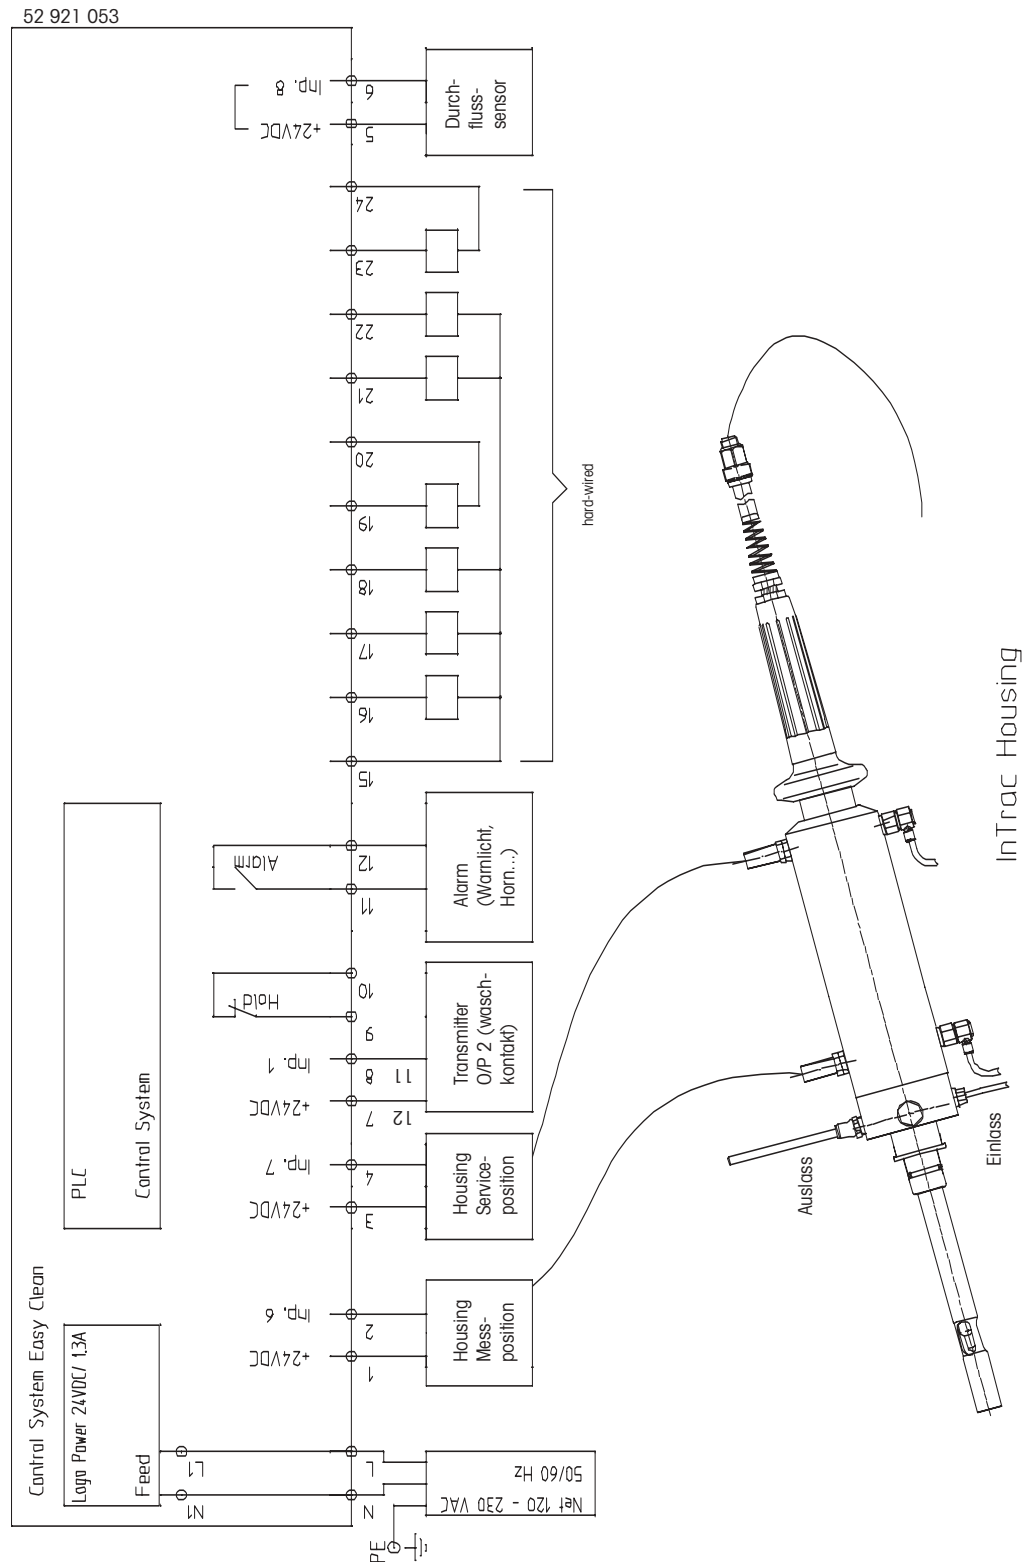 52 921 053
Control System Easy Clean
Logo Power 24VDC/ 1.3A
Feed
PLC
Control System
N1
L1
N
L
PE
Net 120 - 230 VAC
50/60 Hz
+24VDC
Inp. 6
1
2
Housing
Mess-
position
+24VDC
Inp. 7
3
4
Housing
Service-
position
+24VDC
Inp. 1
Hold
7
8
9
10
12
11
Transmitter
O/P 2 (wasch-
kontakt)
Alarm
11
12
Alarm
(Warnlicht,
Horn...)
15
16
17
18
19
20
21
22
23
24
hard-wired
+24VDC
Inp. 8
5
6
Durch-
fluss-
sensor
Auslass
Einlass
InTrac Housing